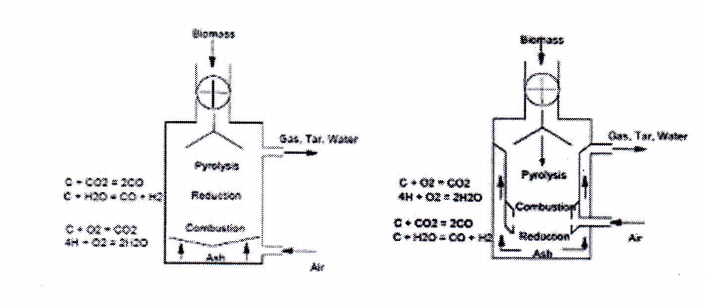 Biomass
Gas, Tar, Water
Pyrolysis
C + CO2 = 2CO
C + H2O = CO + H2
Reduction
C + O2 = CO2
4H + O2 = 2H2O
Combustion
Ash
Air
Biomass
Gas, Tar, Water
Pyrolysis
C + O2 = CO2
4H + O2 = 2H2O
Combustion
C + CO2 = 2CO
C + H2O = CO + H2
Reduction
Ash
Air